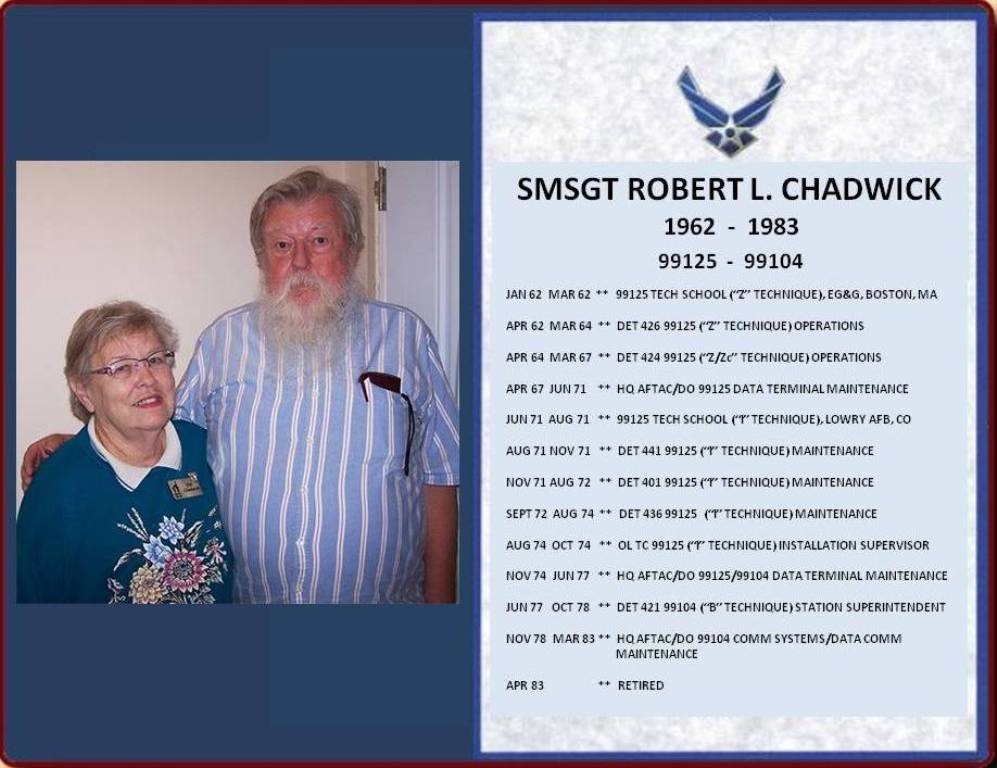 SMSGT ROBERT L. CHADWICK
1962 - 1983
99125 - 99104
JAN 62 MAR 62 ** 99125 TECH SCHOOL ("Z" TECHNIQUE), EG&G, BOSTON, MA
APR 62 MAR 64 ** DET 426 99125 ("Z" TECHNIQUE) OPERATIONS
APR 64 MAR 67 ** DET 424 99125 ("Z/Zc" TECHNIQUE) OPERATIONS
APR 67 JUN 71 ** HQ AFTAC/DO 99125 DATA TERMINAL MAINTENANCE
JUN 71 AUG 71 ** 99125 TECH SCHOOL ("I" TECHNIQUE), LOWRY AFB, CO
AUG 71 NOV 71 ** DET 441 99125 ("I" TECHNIQUE) MAINTENANCE
NOV 71 AUG 72 ** DET 401 99125 ("I" TECHNIQUE) MAINTENANCE
SEPT 72 AUG 74 ** DET 436 99125 ("I" TECHNIQUE) MAINTENANCE
AUG 74 OCT 74 ** OL TC 99125 ("I" TECHNIQUE) INSTALLATION SUPERVISOR
NOV 74 JUN 77 ** HQ AFTAC/DO 99125/99104 DATA TERMINAL MAINTENANCE
JUN 77 OCT 78 ** DET 421 99104 ("B" TECHNIQUE) STATION SUPERINTENDENT
NOV 78 MAR 83 ** HQ AFTAC/DO 99104 COMM SYSTEMS/DATA COMM
MAINTENANCE
APR 83 ** RETIRED